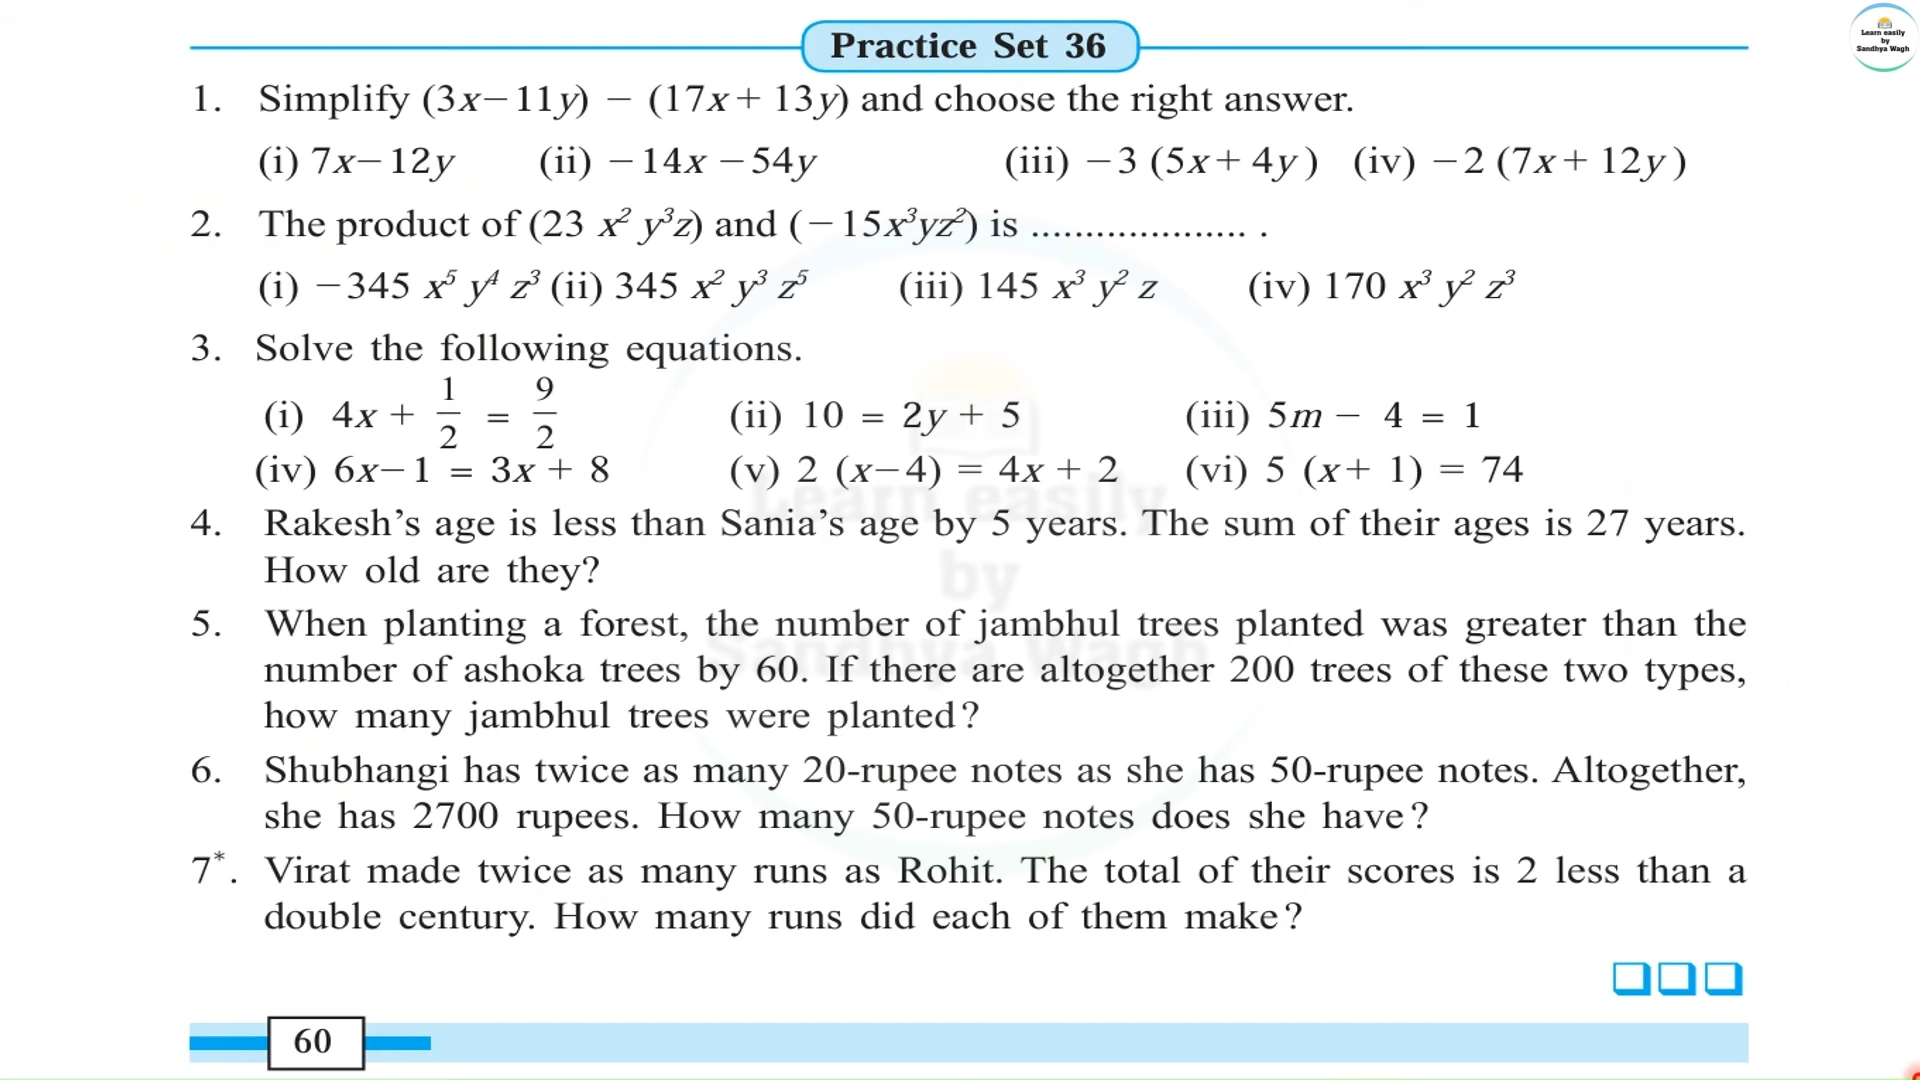 Practice Set 36
Learn easily
by
Sandhya Wagh
1. Simplify (3x−11y) − (17x + 13y) and choose the right answer.
(i) 7x−12y (ii) −14x −54y (iii) −3 (5x + 4y) (iv) −2 (7x + 12y)
2. The product of (23 x² y³z) and (−15x³yz²) is .................... .
(i) −345 x⁵ y⁴ z³ (ii) 345 x² y³ z⁵ (iii) 145 x³ y² z (iv) 170 x³ y² z³
3. Solve the following equations.
(i) 4x + 1/2 = 9/2 (ii) 10 = 2y + 5 (iii) 5m − 4 = 1
(iv) 6x−1 = 3x + 8 (v) 2 (x−4) = 4x + 2 (vi) 5 (x + 1) = 74
4. Rakesh’s age is less than Sania’s age by 5 years. The sum of their ages is 27 years.
How old are they?
5. When planting a forest, the number of jambhul trees planted was greater than the
number of ashoka trees by 60. If there are altogether 200 trees of these two types,
how many jambhul trees were planted?
6. Shubhangi has twice as many 20-rupee notes as she has 50-rupee notes. Altogether,
she has 2700 rupees. How many 50-rupee notes does she have?
7*. Virat made twice as many runs as Rohit. The total of their scores is 2 less than a
double century. How many runs did each of them make?
Learn easily
by
Sandhya Wagh
60